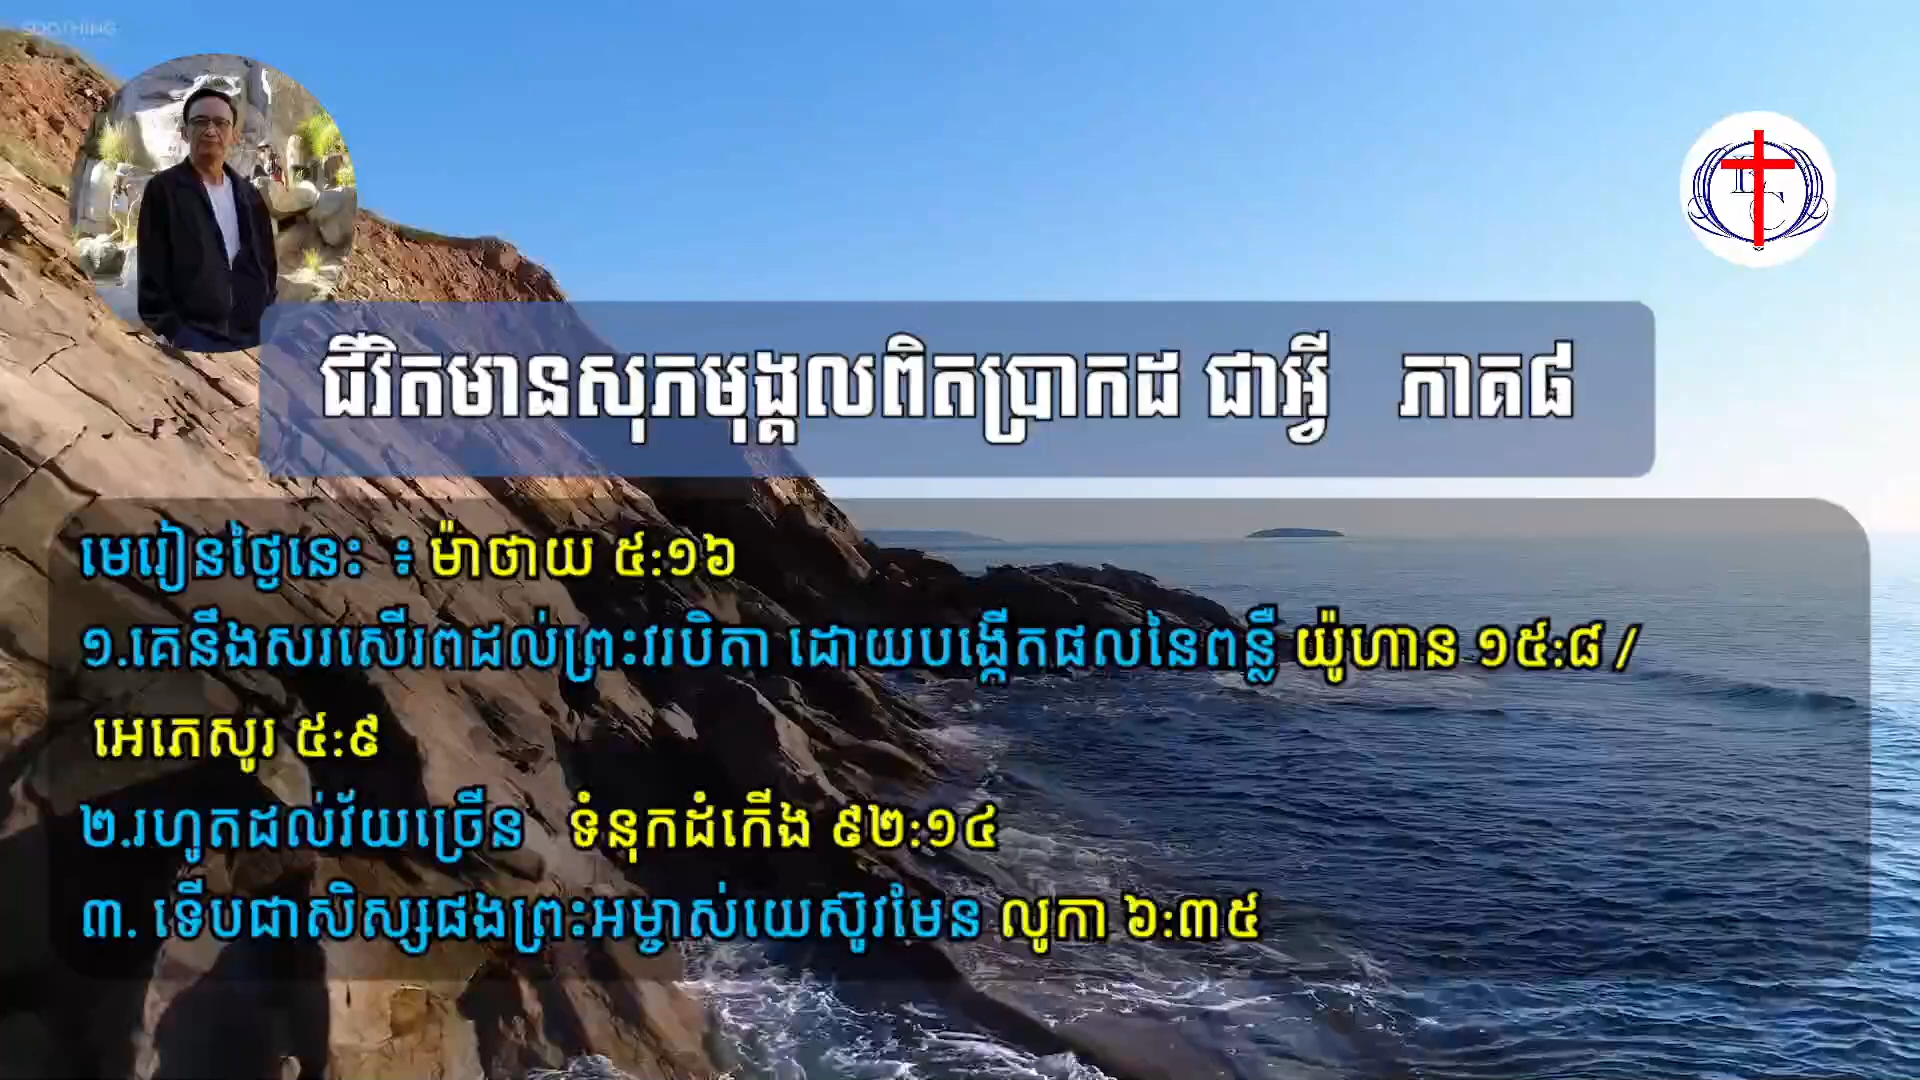 SOOTHING
ជីវិតមានសុភមង្គលពិតប្រាកដ ជាអ្វី ភាគ៨
មេរៀនថ្ងៃនេះ ៖ ម៉ាថាយ ៥:១៦
១.គេនឹងសរសើរពដល់ព្រះវរបិតា ដោយបង្កើតផលនៃពន្លឺ យ៉ូហាន ១៥:៨ /
អេភេសូរ ៥:៩
២.រហូតដល់វ័យច្រើន ទំនុកដំកើង ៩២:១៤
៣. ទើបជាសិស្សផងព្រះអម្ចាស់យេស៊ូវមែន លូកា ៦:៣៥